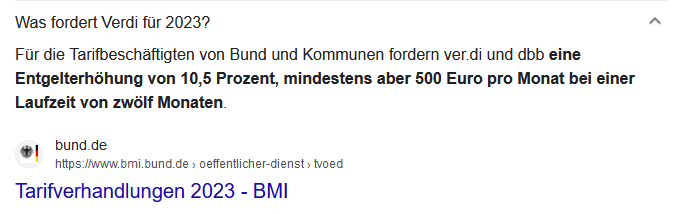 Was fordert Verdi für 2023?
Für die Tarifbeschäftigten von Bund und Kommunen fordern ver.di und dbb eine
Entgelterhöhung von 10,5 Prozent, mindestens aber 500 Euro pro Monat bei einer
Laufzeit von zwölf Monaten.
bund.de
https://www.bmi.bund.de › oeffentlicher-dienst › tvoed
Tarifverhandlungen 2023 - BMI